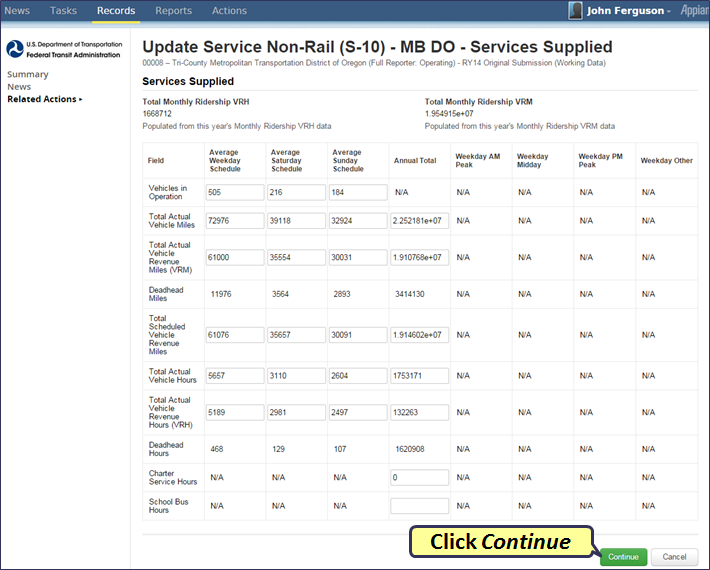 News Tasks Records Reports Actions John Ferguson Appian
U.S. Department of Transportation
Federal Transit Administration
Summary
News
Related Actions
Update Service Non-Rail (S-10) - MB DO - Services Supplied
00008 – Tri-County Metropolitan Transportation District of Oregon (Full Reporter: Operating) - RY14 Original Submission (Working Data)
Services Supplied
Total Monthly Ridership VRH Total Monthly Ridership VRM
1668712 1.954915e+07
Populated from this year's Monthly Ridership VRH data Populated from this year's Monthly Ridership VRM data
Field Average Weekday Schedule Average Saturday Schedule Average Sunday Schedule Annual Total Weekday AM Peak Weekday Midday Weekday PM Peak Weekday Other
Vehicles in Operation 505 216 184 N/A N/A N/A N/A N/A
Total Actual Vehicle Miles 72976 39118 32924 2.252181e+07 N/A N/A N/A N/A
Total Actual Vehicle Revenue Miles (VRM) 61000 35554 30031 1.910768e+07 N/A N/A N/A N/A
Deadhead Miles 11976 3564 2893 3414130 N/A N/A N/A N/A
Total Scheduled Vehicle Revenue Miles 61076 35657 30091 1.914602e+07 N/A N/A N/A N/A
Total Actual Vehicle Hours 5657 3110 2604 1753171 N/A N/A N/A N/A
Total Actual Vehicle Revenue Hours (VRH) 5189 2981 2497 132263 N/A N/A N/A N/A
Deadhead Hours 468 129 107 1620908 N/A N/A N/A N/A
Charter Service Hours N/A N/A N/A 0 N/A N/A N/A N/A
School Bus Hours N/A N/A N/A N/A N/A N/A N/A
Click Continue
Continue Cancel